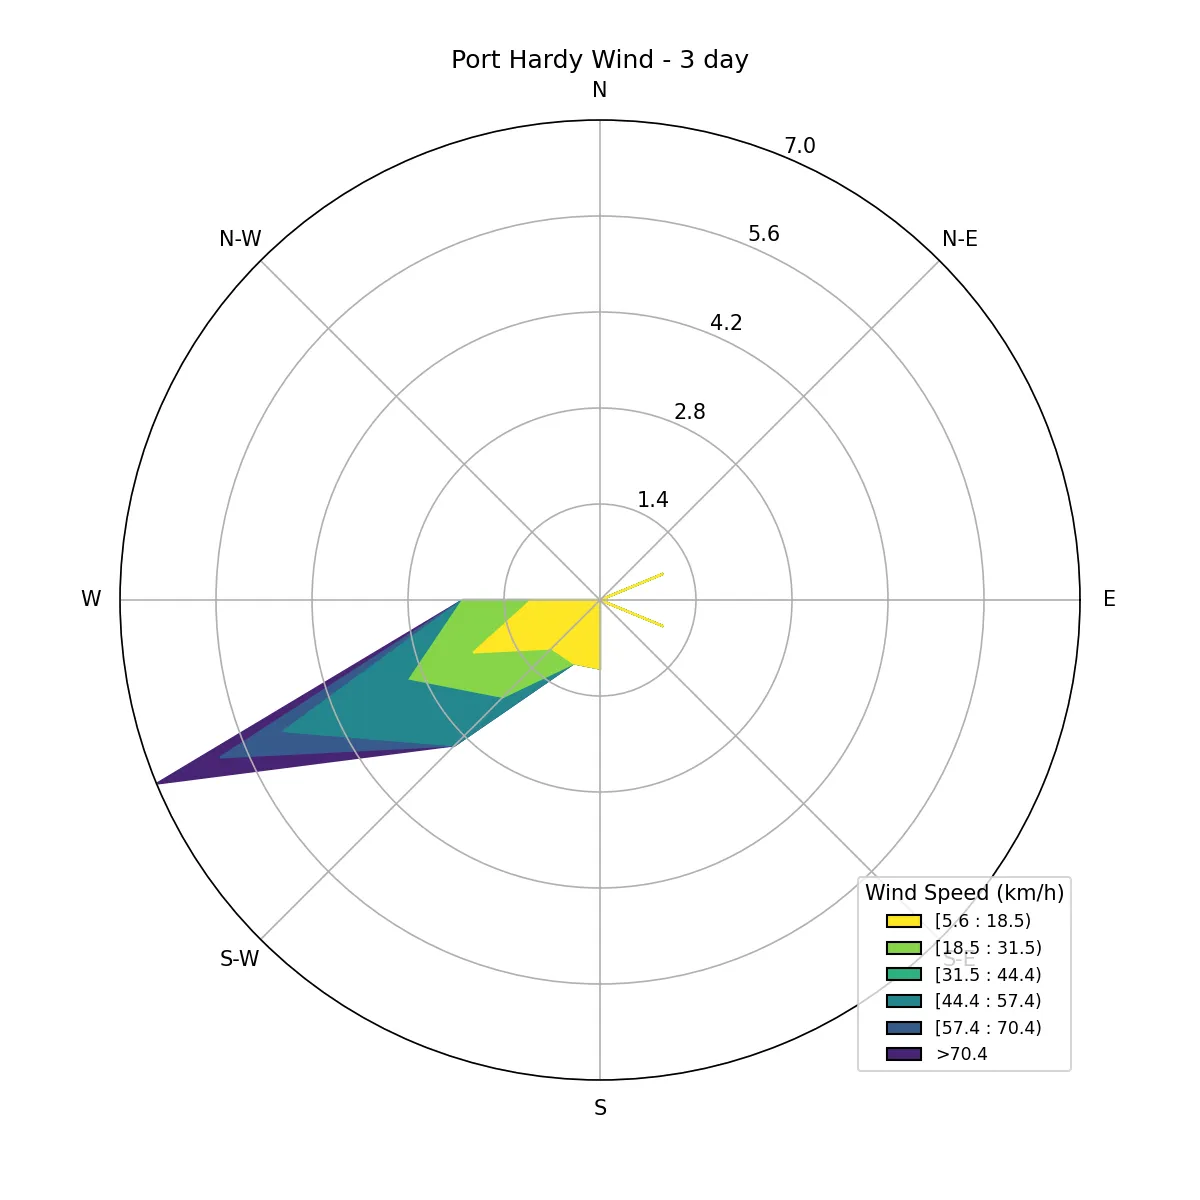 Port Hardy Wind - 3 day
N
7.0
N-W
5.6
N-E
4.2
2.8
1.4
W
E
S-W
S-E
S
Wind Speed (km/h)
[5.6 : 18.5)
[18.5 : 31.5)
[31.5 : 44.4)
[44.4 : 57.4)
[57.4 : 70.4)
>70.4